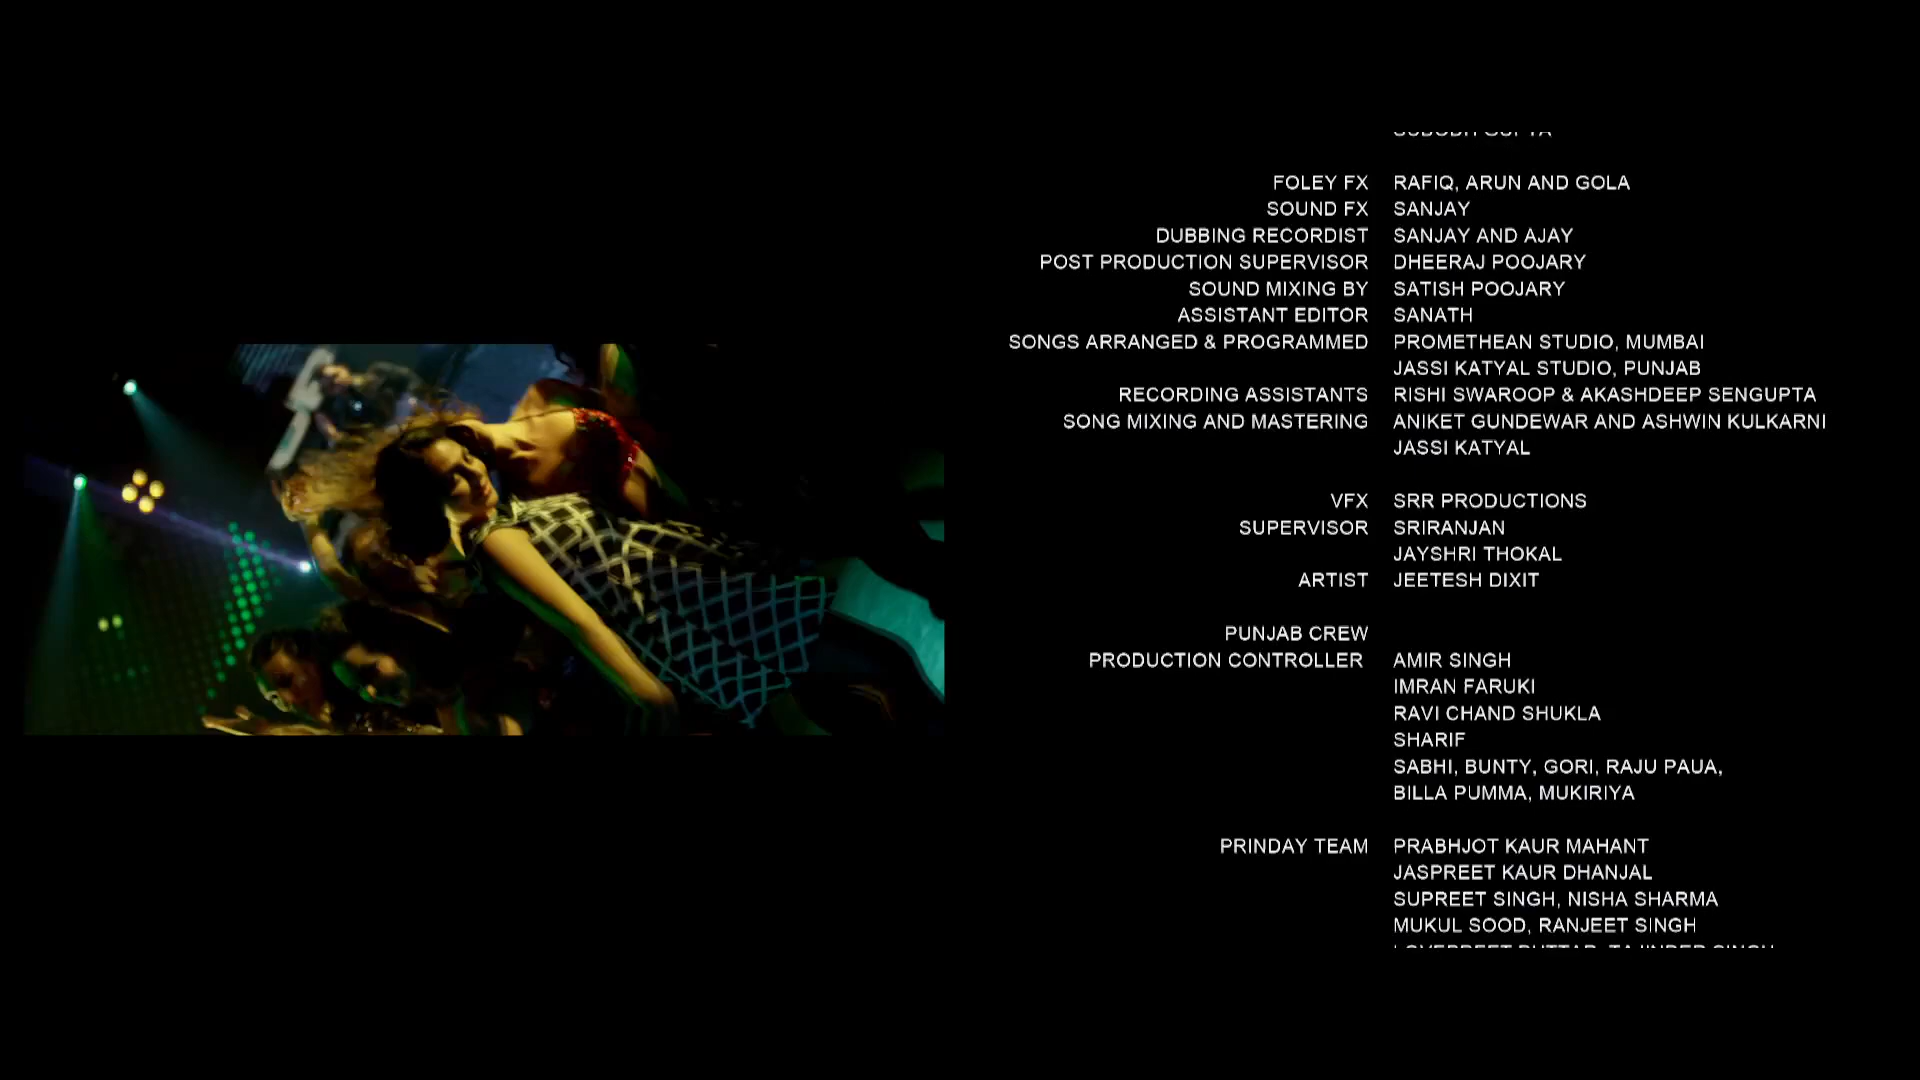 FOLEY FX RAFIQ, ARUN AND GOLA
SOUND FX SANJAY
DUBBING RECORDIST SANJAY AND AJAY
POST PRODUCTION SUPERVISOR DHEERAJ POOJARY
SOUND MIXING BY SATISH POOJARY
ASSISTANT EDITOR SANATH
SONGS ARRANGED & PROGRAMMED PROMETHEAN STUDIO, MUMBAI
JASSI KATYAL STUDIO, PUNJAB
RECORDING ASSISTANTS RISHI SWAROOP & AKASHDEEP SENGUPTA
SONG MIXING AND MASTERING ANIKET GUNDEWAR AND ASHWIN KULKARNI
JASSI KATYAL
VFX SRR PRODUCTIONS
SUPERVISOR SRIRANJAN
JAYSHRI THOKAL
ARTIST JEETESH DIXIT
PUNJAB CREW
PRODUCTION CONTROLLER AMIR SINGH
IMRAN FARUKI
RAVI CHAND SHUKLA
SHARIF
SABHI, BUNTY, GORI, RAJU PAUA,
BILLA PUMMA, MUKIRIYA
PRINDAY TEAM PRABHJOT KAUR MAHANT
JASPREET KAUR DHANJAL
SUPREET SINGH, NISHA SHARMA
MUKUL SOOD, RANJEET SINGH